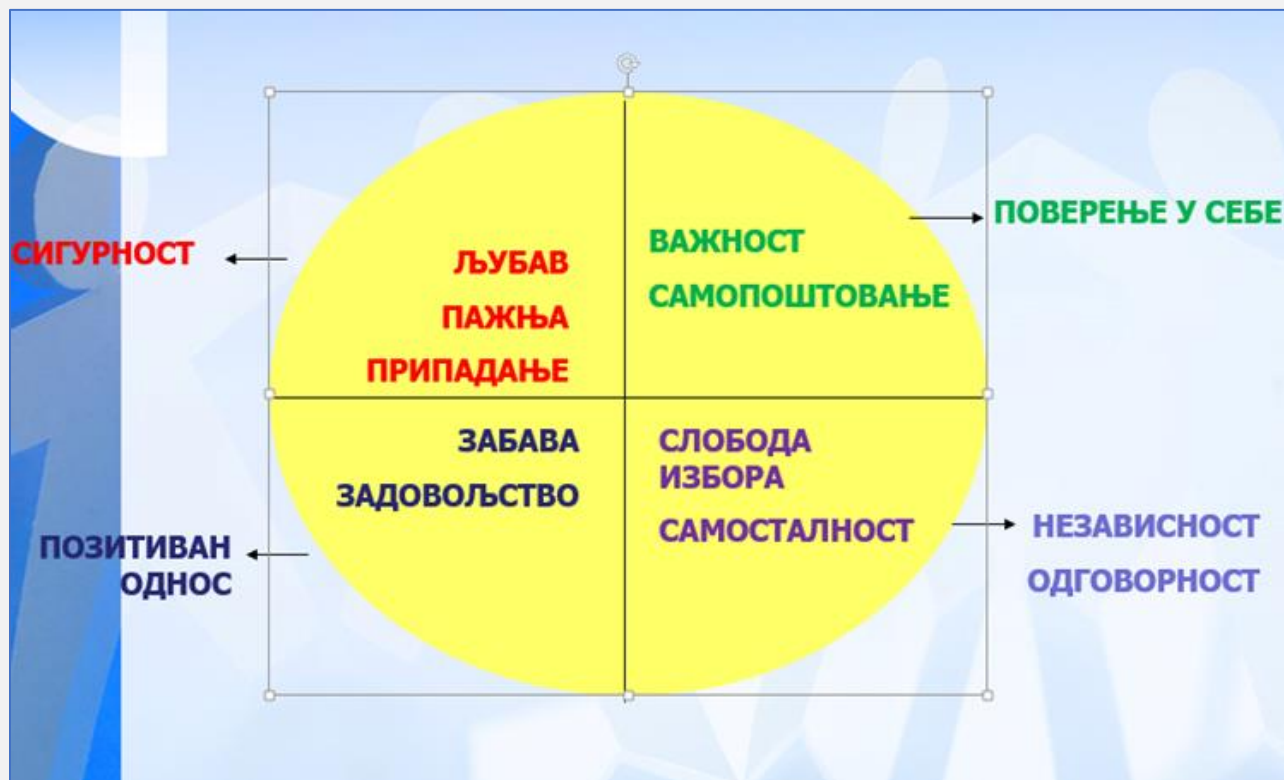 СИГУРНОСТ
ЉУБАВ
ПАЖЊА
ПРИПАДАЊЕ
ВАЖНОСТ
САМОПОШТОВАЊЕ
ПОВЕРЕЊЕ У СЕБЕ
ЗАБАВА
ЗАДОВОЉСТВО
ПОЗИТИВАН
ОДНОС
СЛОБОДА
ИЗБОРА
САМОСТАЛНОСТ
НЕЗАВИСНОСТ
ОДГОВОРНОСТ